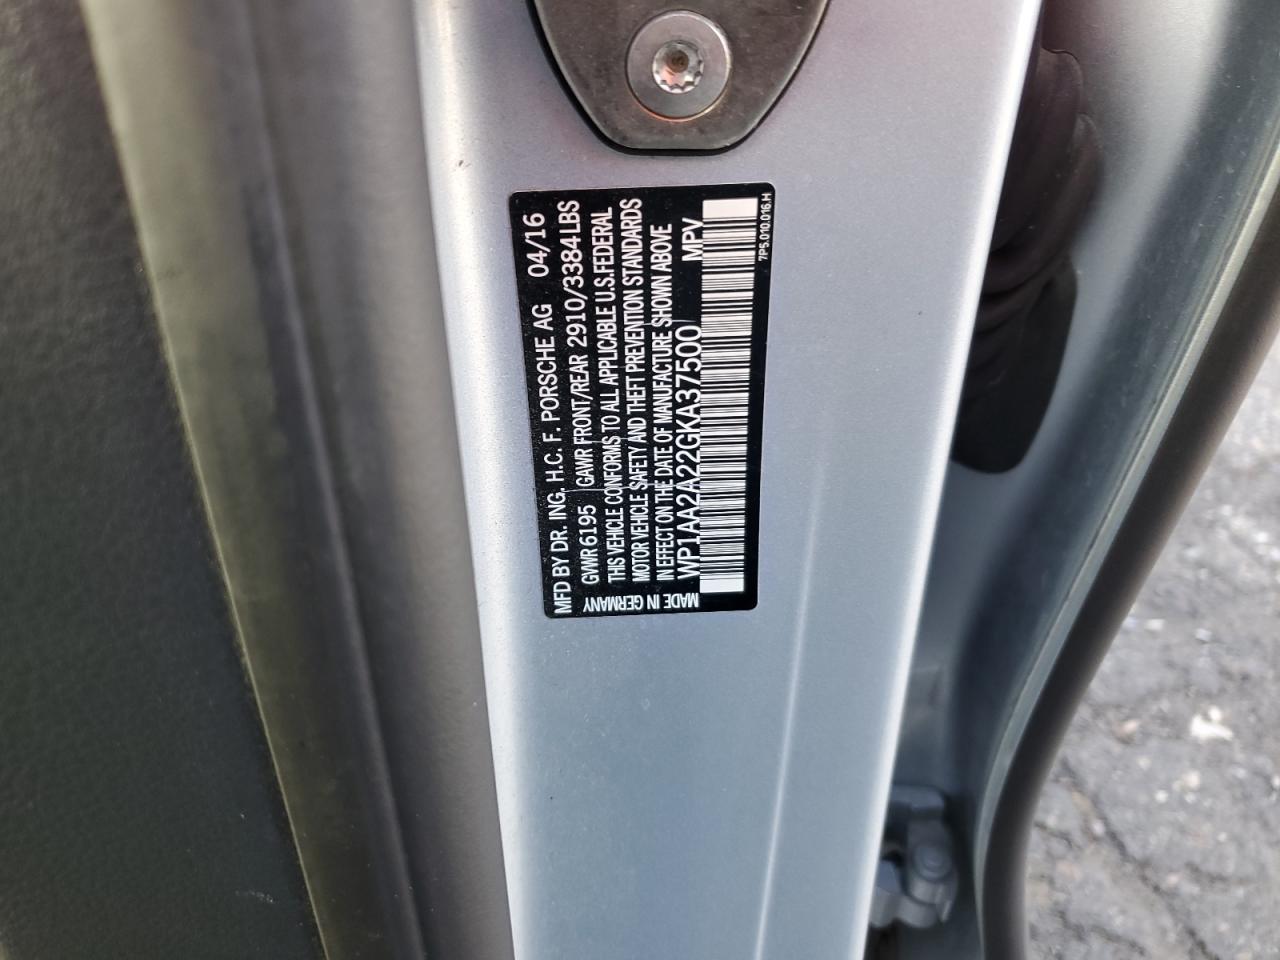 MFD BY DR. ING. H.C. F. PORSCHE AG 04/16
GVWR 6195 GAWR FRONT/REAR 2910/3384LBS
THIS VEHICLE CONFORMS TO ALL APPLICABLE U.S.FEDERAL
MOTOR VEHICLE SAFETY AND THEFT PREVENTION STANDARDS
IN EFFECT ON THE DATE OF MANUFACTURE SHOWN ABOVE
WP1AA2A22GKA37500 MPV
MADE IN GERMANY
7P5.010.016.H